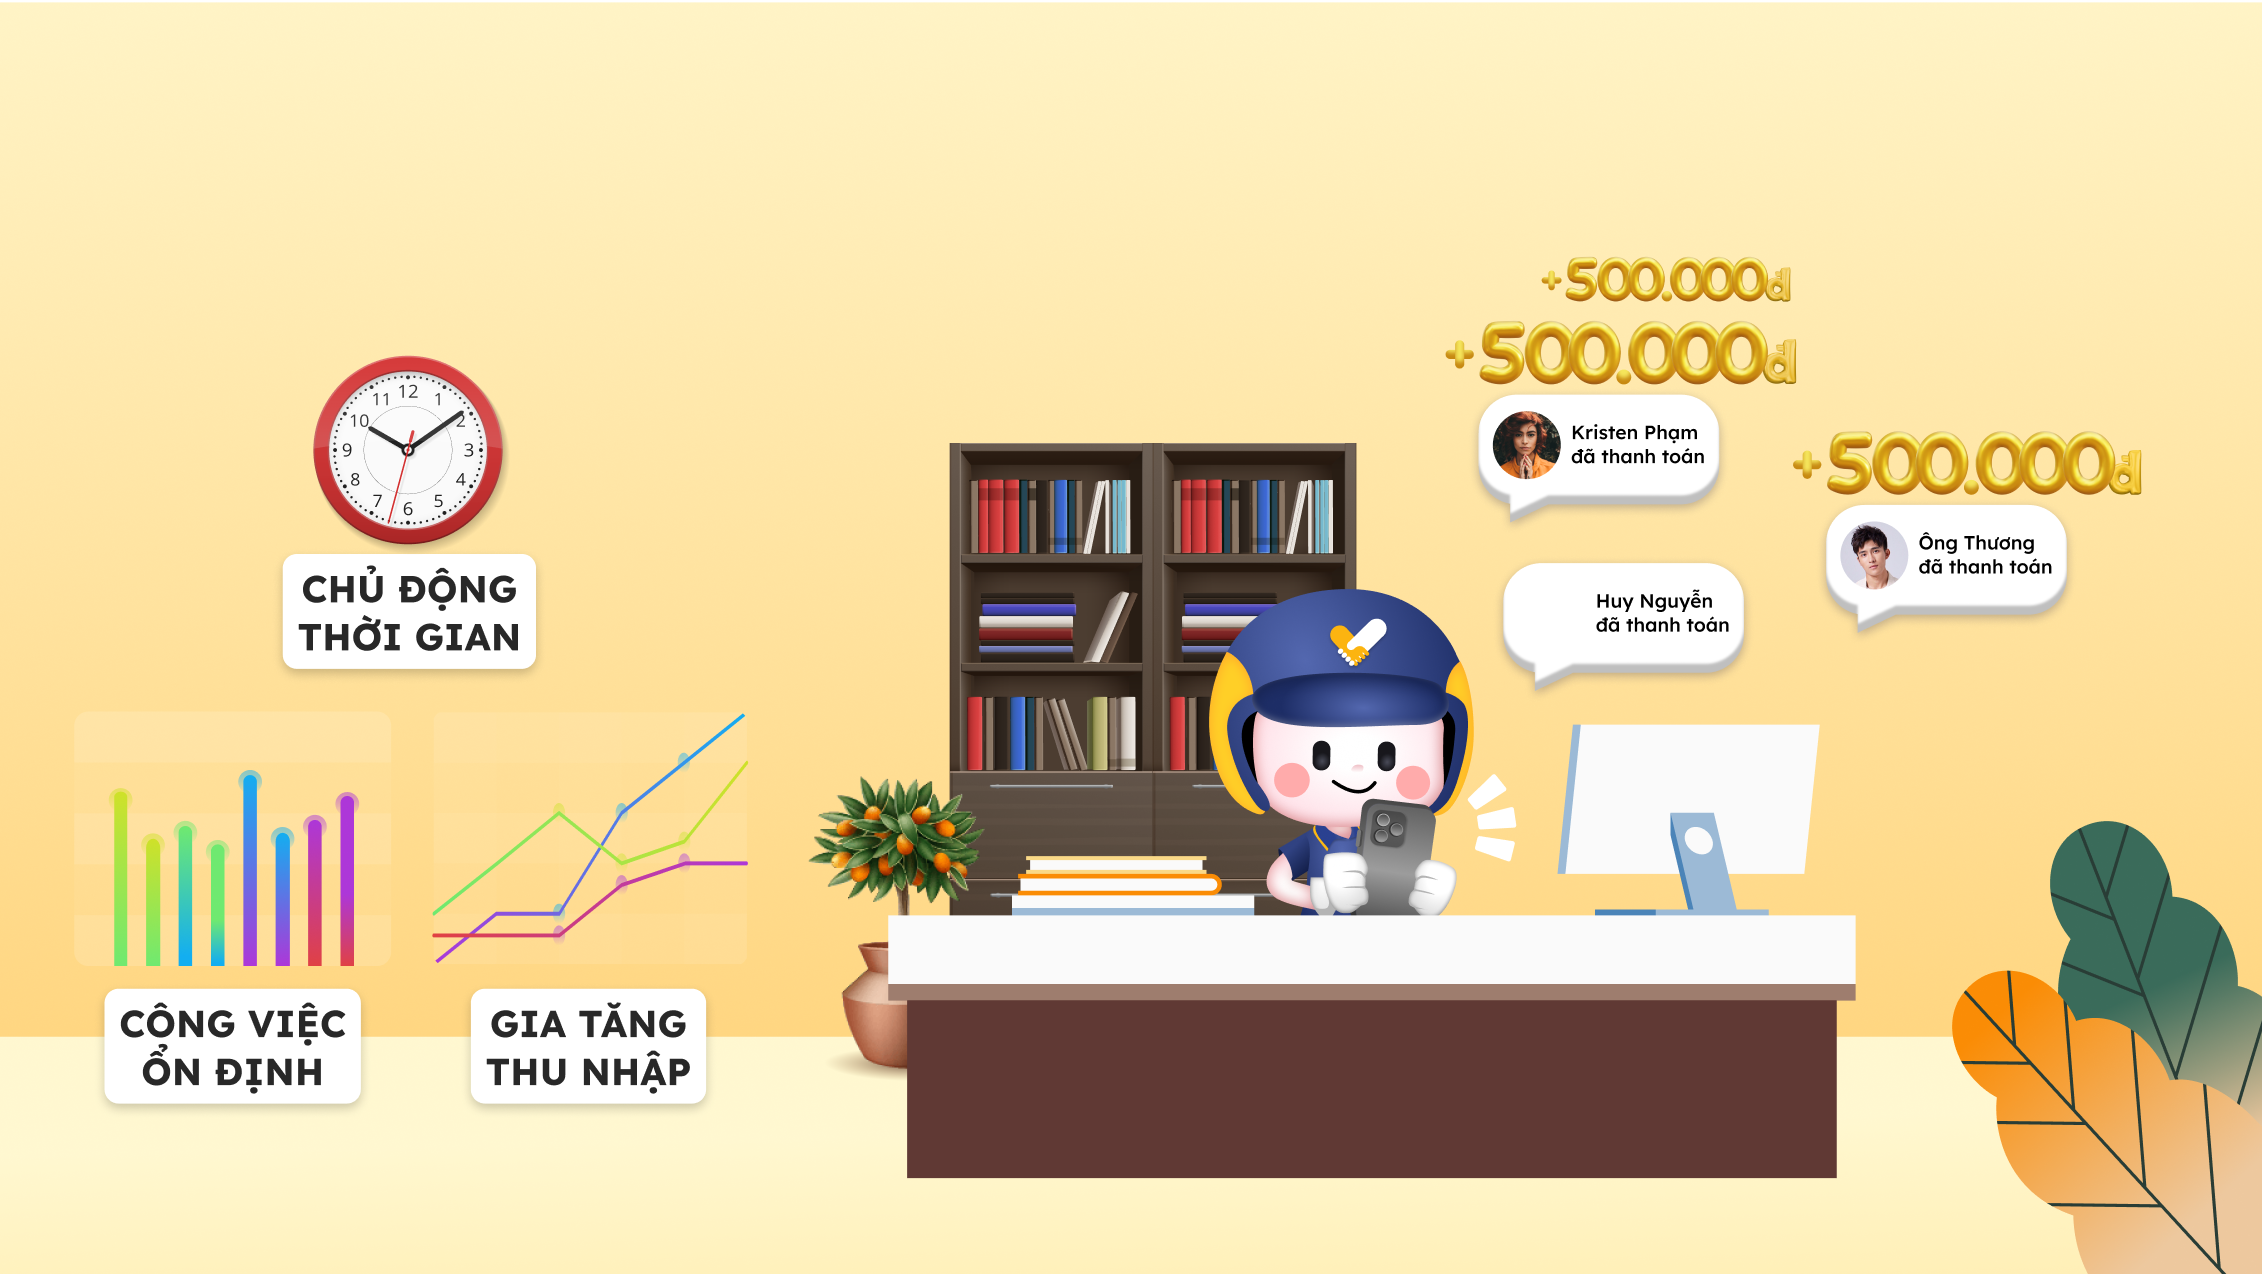 12
11
1
10
2
9
3
8
4
7
5
6
CHỦ ĐỘNG
THỜI GIAN
CÔNG VIỆC
ỔN ĐỊNH
GIA TĂNG
THU NHẬP
+500.000đ
+500.000đ
Kristen Phạm
đã thanh toán
+500.000đ
Ông Thương
đã thanh toán
Huy Nguyễn
đã thanh toán